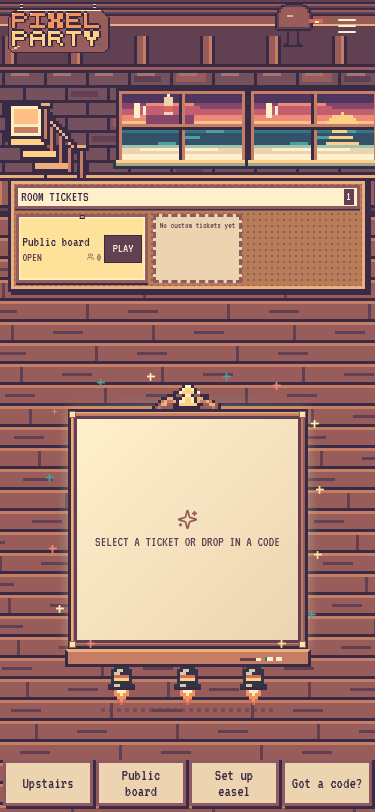 PIXEL
PARTY
ROOM TICKETS
1
Public board
OPEN
0
PLAY
No custom tickets yet
SELECT A TICKET OR DROP IN A CODE
Upstairs
Public
board
Set up
easel
Got a code?